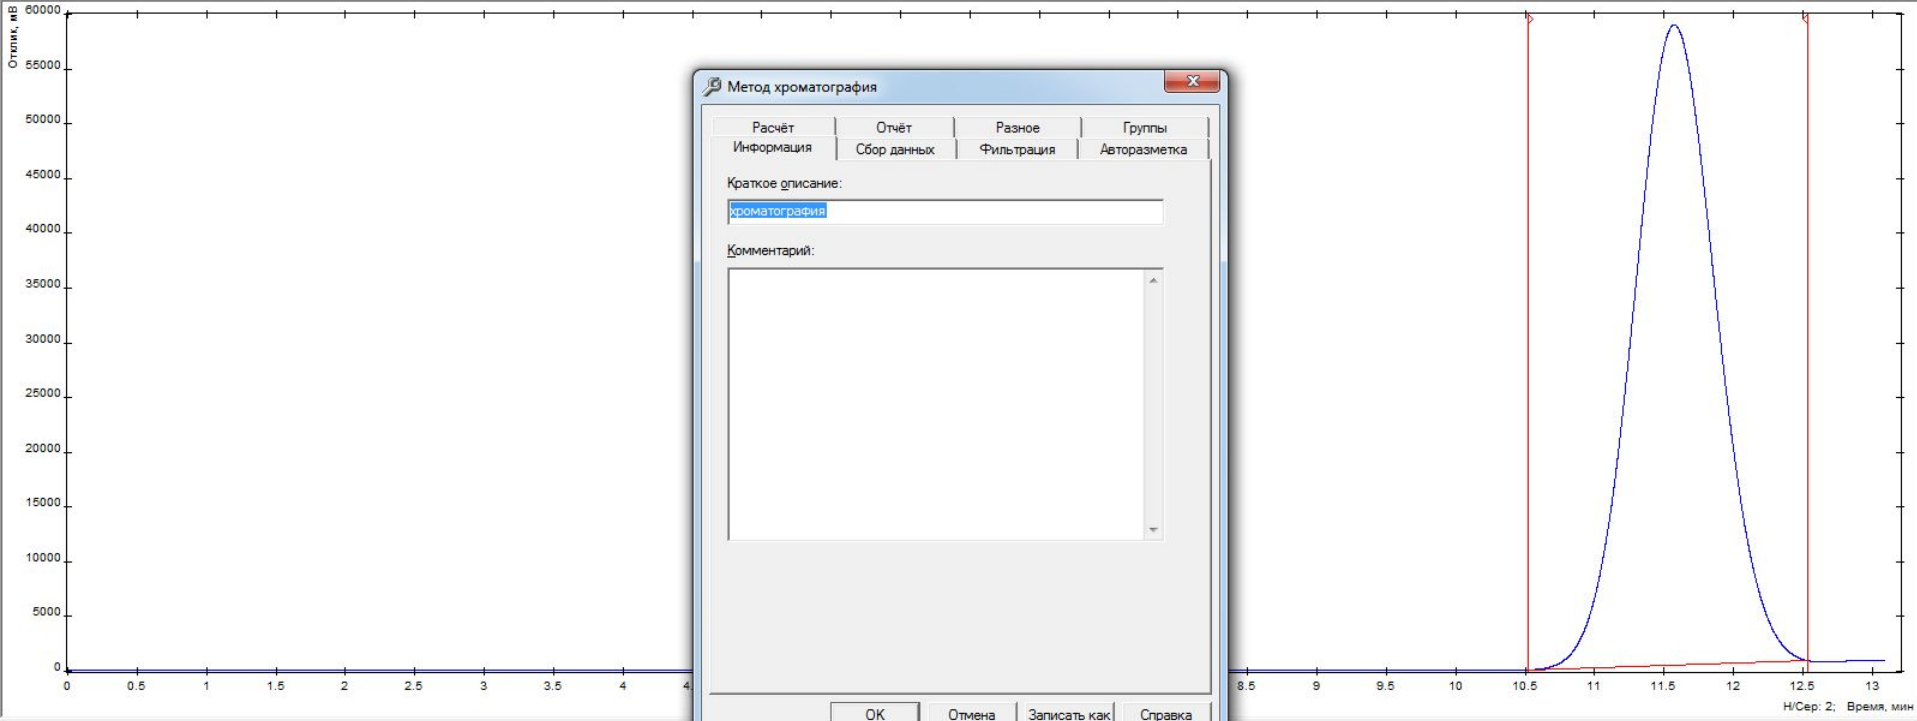 Отклик, мВ
60000
55000
50000
45000
40000
35000
30000
25000
20000
15000
10000
5000
0
Метод хроматография
Расчёт Отчёт Разное Группы
Информация Сбор данных Фильтрация Авторазметка
Краткое описание:
хроматография
Комментарий:
OK Отмена Записать как Справка
0 0.5 1 1.5 2 2.5 3 3.5 4 4. 8.5 9 9.5 10 10.5 11 11.5 12 12.5 13
Н/Сер: 2; Время, мин